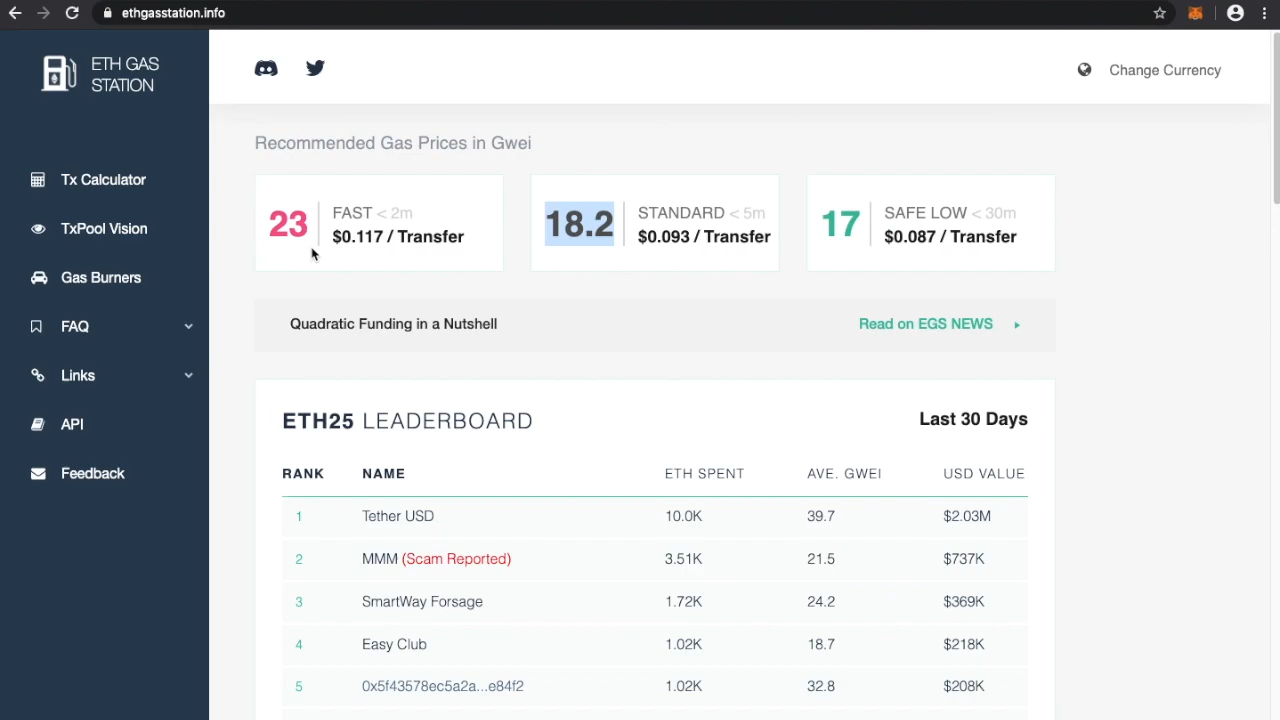 ethgasstation.info
ETH GAS
STATION
Change Currency
Tx Calculator
TxPool Vision
Gas Burners
FAQ
Links
API
Feedback
Recommended Gas Prices in Gwei
23 FAST < 2m
$0.117 / Transfer
18.2 STANDARD < 5m
$0.093 / Transfer
17 SAFE LOW < 30m
$0.087 / Transfer
Quadratic Funding in a Nutshell Read on EGS NEWS
ETH25 LEADERBOARD Last 30 Days
RANK NAME ETH SPENT AVE. GWEI USD VALUE
1 Tether USD 10.0K 39.7 $2.03M
2 MMM (Scam Reported) 3.51K 21.5 $737K
3 SmartWay Forsage 1.72K 24.2 $369K
4 Easy Club 1.02K 18.7 $218K
5 0x5f43578ec5a2a...e84f2 1.02K 32.8 $208K